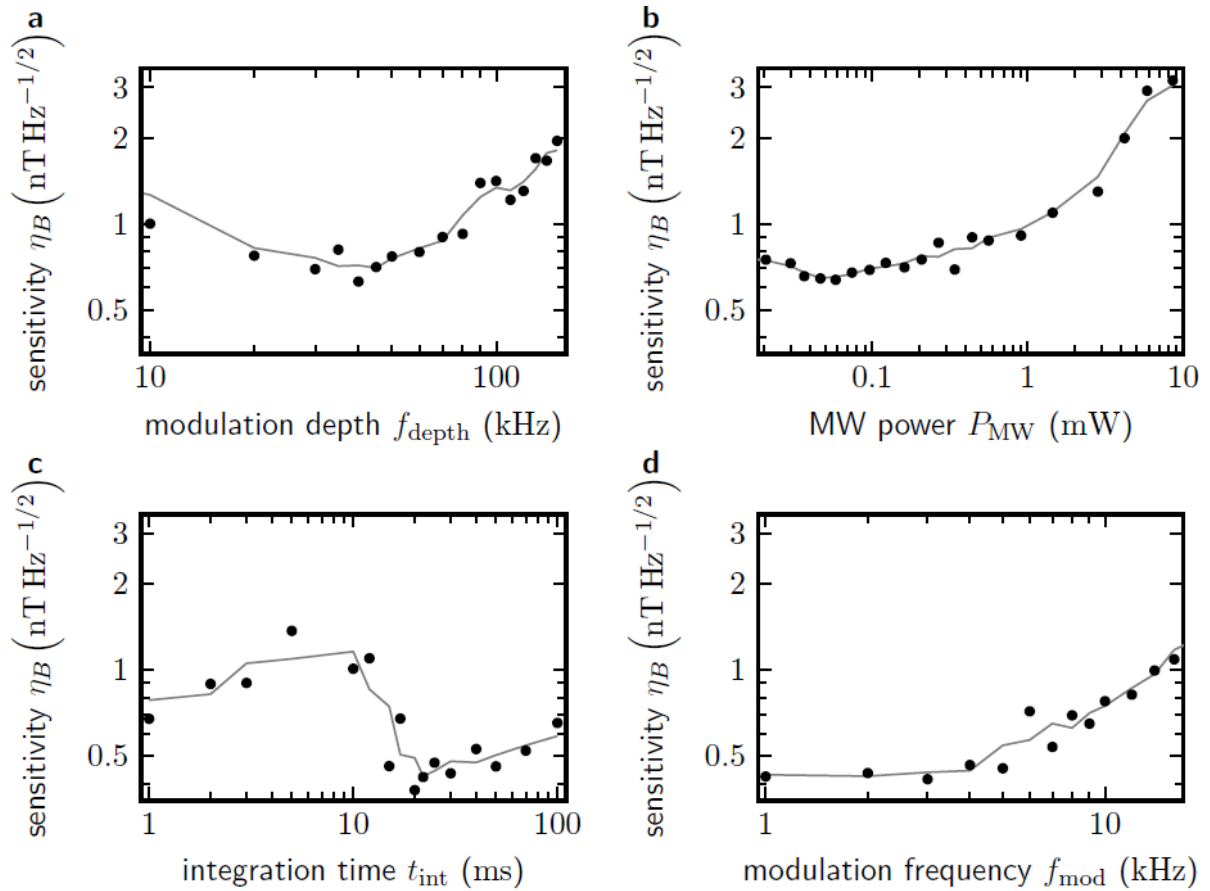 a
sensitivity η_B (nT Hz^−1/2)
3
2
1
0.5
10
100
modulation depth f_depth (kHz)
b
sensitivity η_B (nT Hz^−1/2)
3
2
1
0.5
0.1
1
10
MW power P_MW (mW)
c
sensitivity η_B (nT Hz^−1/2)
3
2
1
0.5
1
10
100
integration time t_int (ms)
d
sensitivity η_B (nT Hz^−1/2)
3
2
1
0.5
1
10
modulation frequency f_mod (kHz)